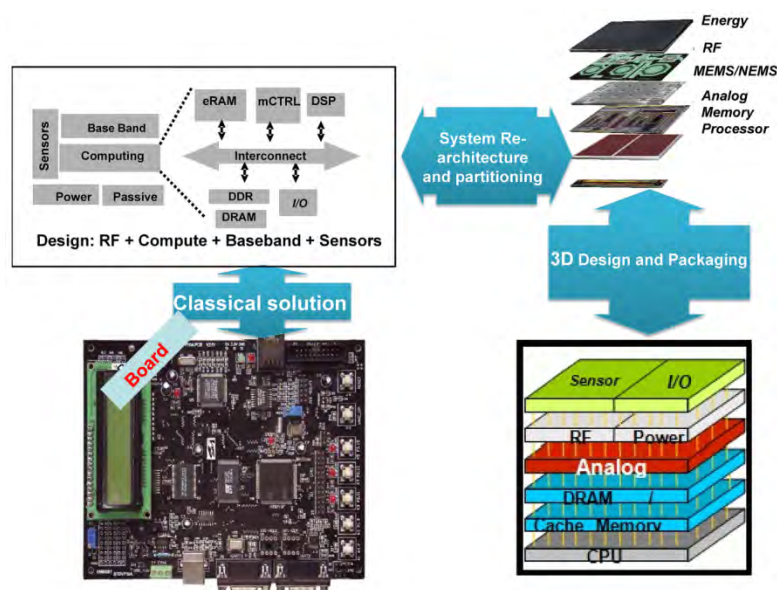 Sensors
Base Band
Computing
Power
Passive
eRAM
mCTRL
DSP
Interconnect
DDR
DRAM
I/O
Design: RF + Compute + Baseband + Sensors
System Re-
architecture
and partitioning
Energy
RF
MEMS/NEMS
Analog
Memory
Processor
Classical solution
Board
3D Design and Packaging
Sensor
I/O
RF
Power
Analog
DRAM /
Cache Memory
CPU